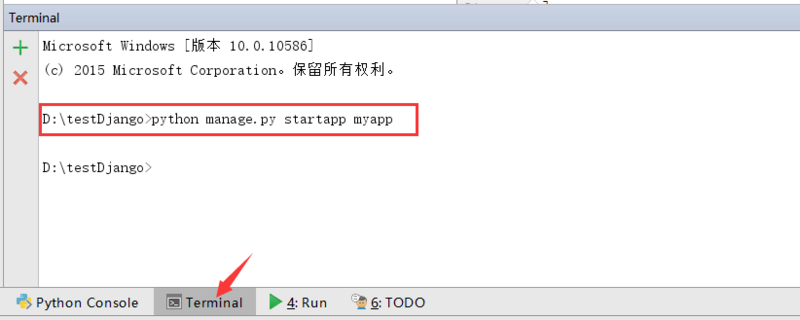 Terminal
Microsoft Windows [版本 10.0.10586]
(c) 2015 Microsoft Corporation。保留所有权利。
D:\testDjango>python manage.py startapp myapp
D:\testDjango>
Python Console
Terminal
4: Run
6: TODO